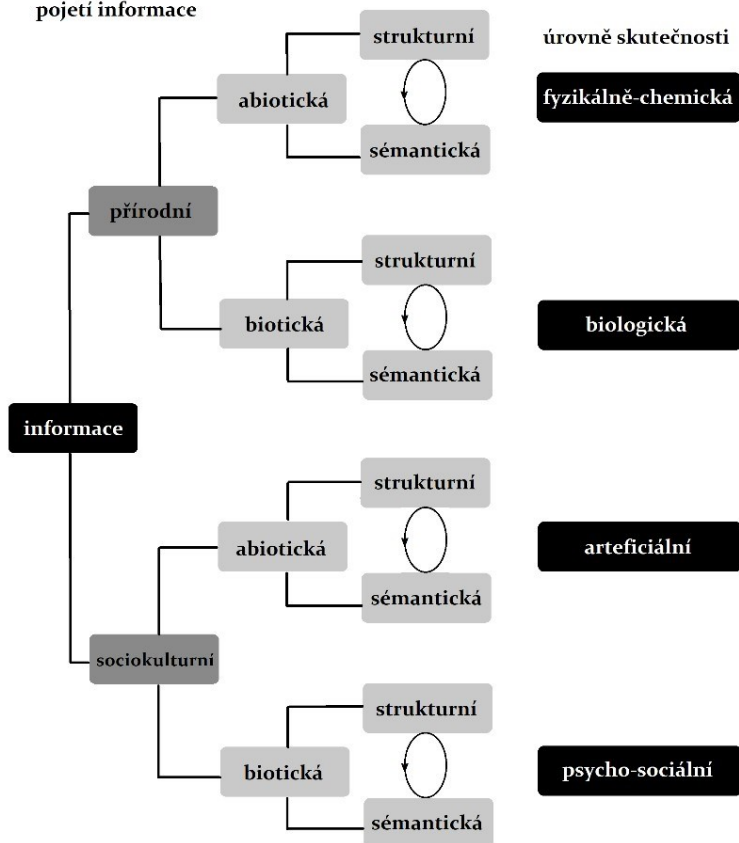 pojetí informace
strukturní
úrovně skutečnosti
abiotická
fyzikálně-chemická
sémantická
přírodní
strukturní
biotická
biologická
sémantická
informace
strukturní
abiotická
arteficiální
sémantická
sociokulturní
strukturní
biotická
psycho-sociální
sémantická